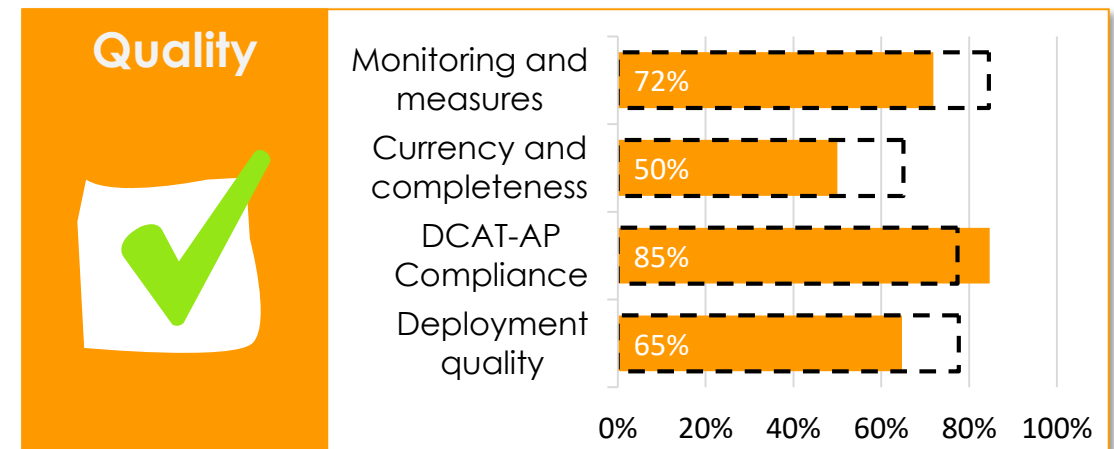 Quality
Monitoring and
measures
72%
Currency and
completeness
50%
DCAT-AP
Compliance
85%
Deployment
quality
65%
0% 20% 40% 60% 80% 100%